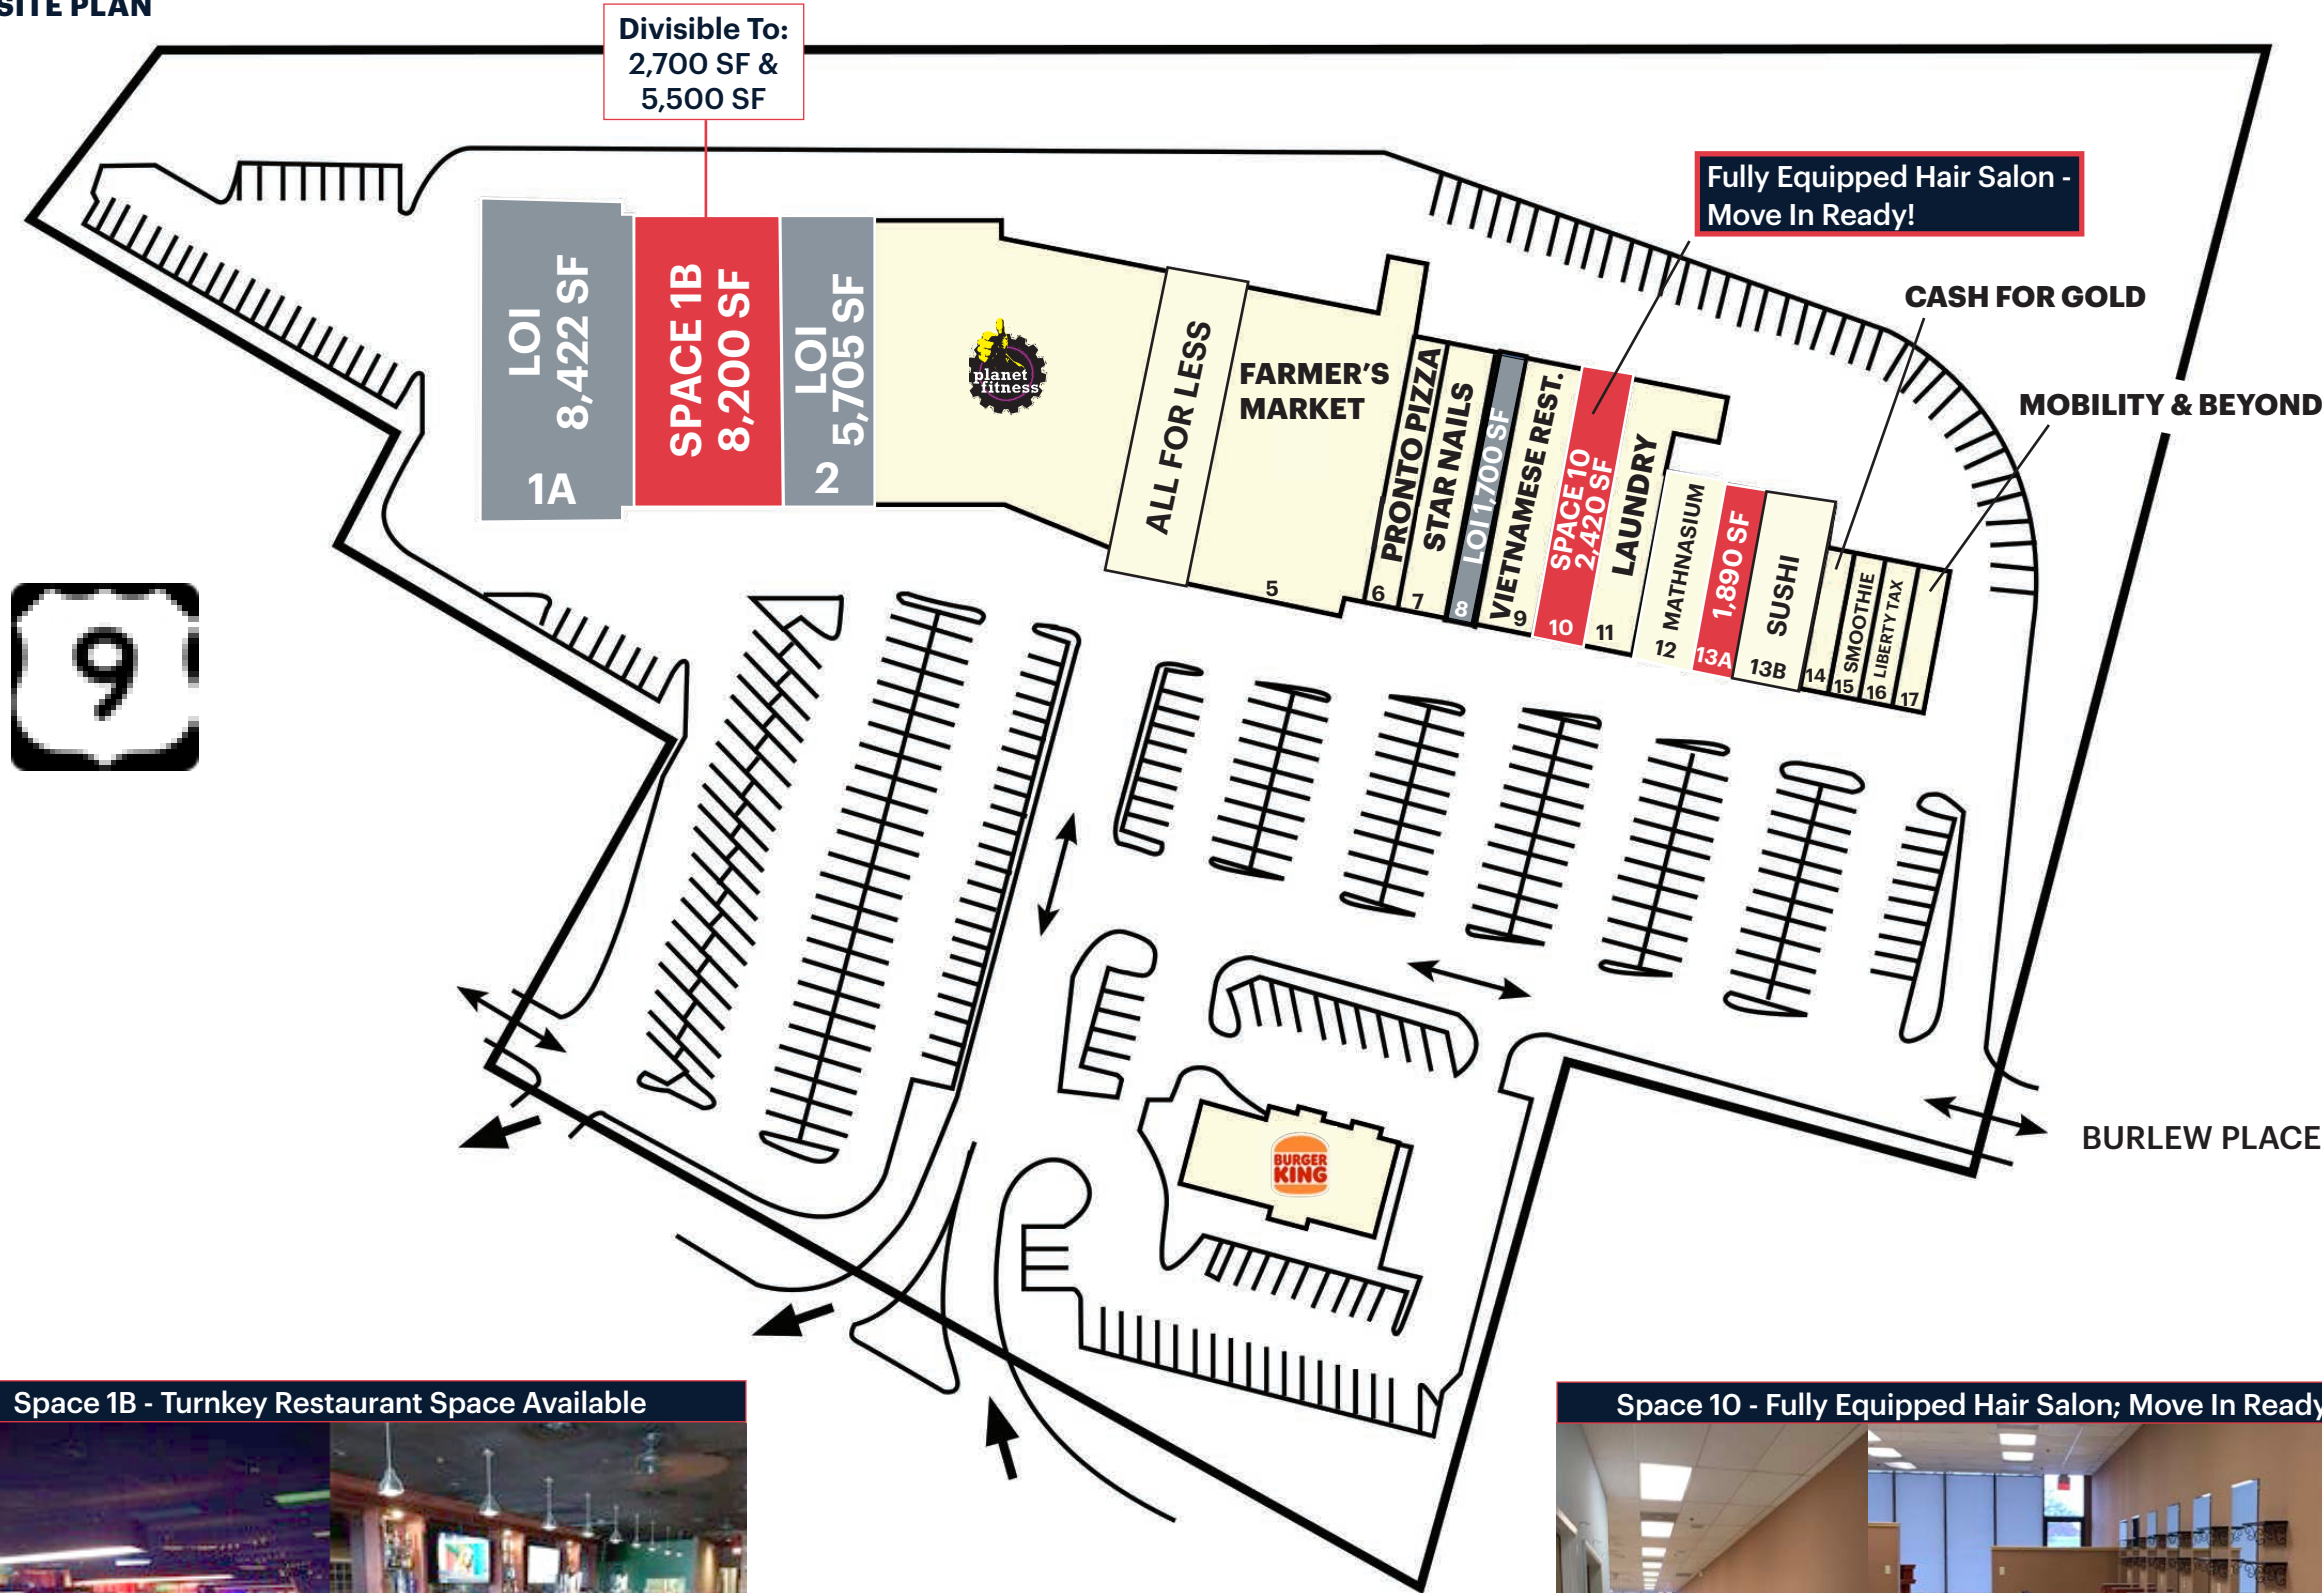 SITE PLAN
Divisible To:
2,700 SF &
5,500 SF
Fully Equipped Hair Salon -
Move In Ready!
CASH FOR GOLD
MOBILITY & BEYOND
LOI
8,422 SF
1A
SPACE 1B
8,200 SF
LOI
5,705 SF
2
planet
fitness
ALL FOR LESS
FARMER'S
MARKET
5
PRONTO PIZZA
6
STAR NAILS
7
LOI 1,700 SF
8
VIETNAMESE REST.
9
SPACE 10
2,420 SF
10
LAUNDRY
11
MATHNASIUM
12
1,890 SF
13A
SUSHI
13B
14
SMOOTHIE
15
LIBERTY TAX
16
17
9
BURGER
KING
BURLEW PLACE
Space 1B - Turnkey Restaurant Space Available
Space 10 - Fully Equipped Hair Salon; Move In Ready